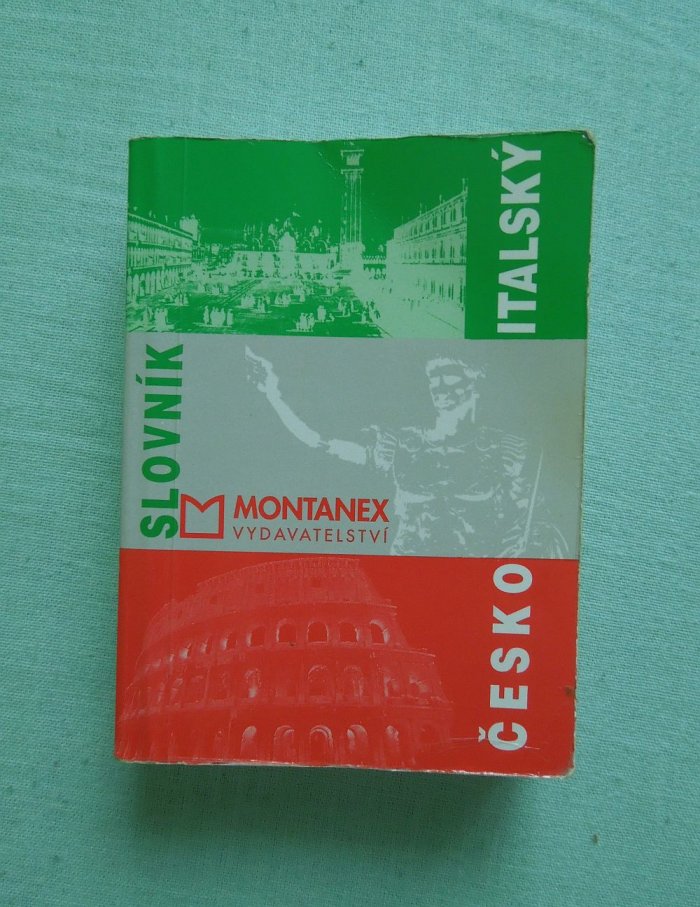 ČESKO
ITALSKÝ
SLOVNÍK
MONTANEX
VYDAVATELSTVÍ